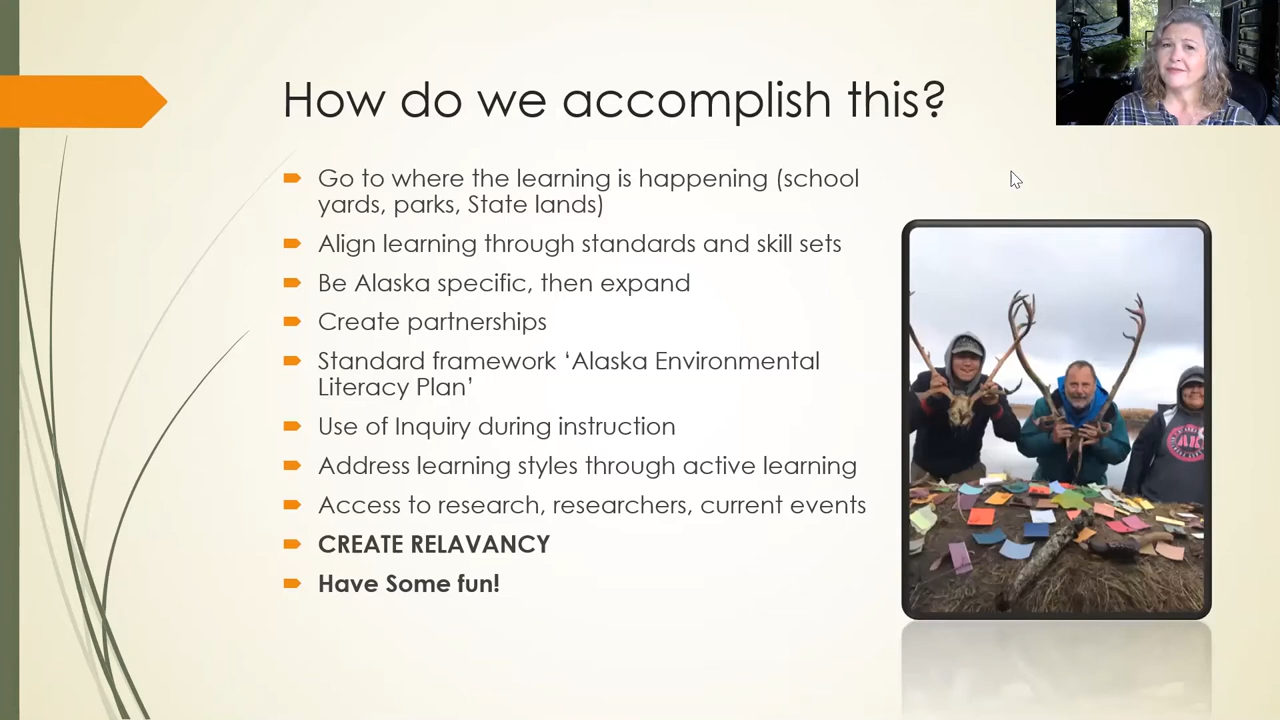 How do we accomplish this?
Go to where the learning is happening (school
yards, parks, State lands)
Align learning through standards and skill sets
Be Alaska specific, then expand
Create partnerships
Standard framework ‘Alaska Environmental
Literacy Plan’
Use of Inquiry during instruction
Address learning styles through active learning
Access to research, researchers, current events
CREATE RELAVANCY
Have Some fun!